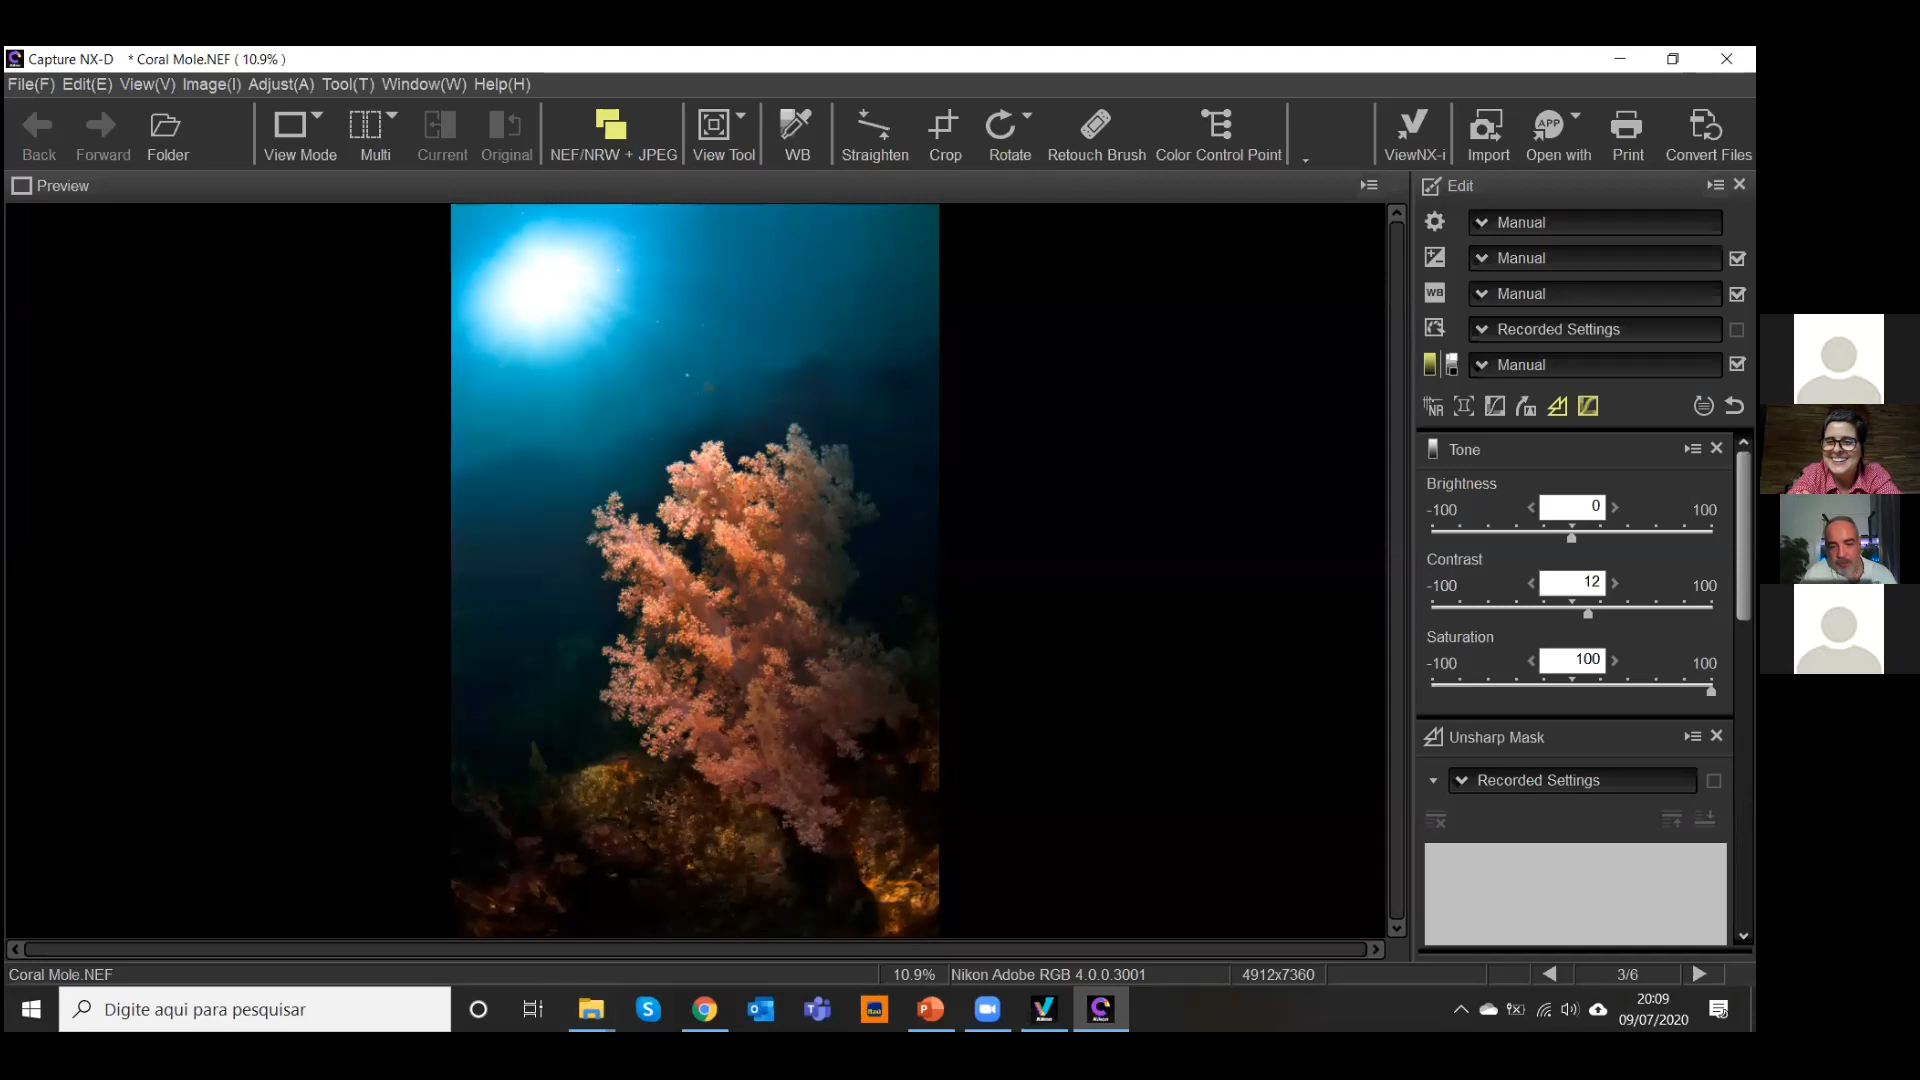 Capture NX-D * Coral Mole.NEF ( 10.9% )
File(F) Edit(E) View(V) Image(I) Adjust(A) Tool(T) Window(W) Help(H)
Back Forward Folder View Mode Multi Current Original NEF/NRW + JPEG View Tool WB Straighten Crop Rotate Retouch Brush Color Control Point ViewNX-i Import APP Open with Print Convert Files
Preview
Edit
Manual
Manual
WB Manual
Recorded Settings
Manual
NR
Tone
Brightness
-100 0 100
Contrast
-100 12 100
Saturation
-100 100 100
Unsharp Mask
Recorded Settings
Coral Mole.NEF 10.9% Nikon Adobe RGB 4.0.0.3001 4912x7360 3/6
Digite aqui para pesquisar
20:09
09/07/2020